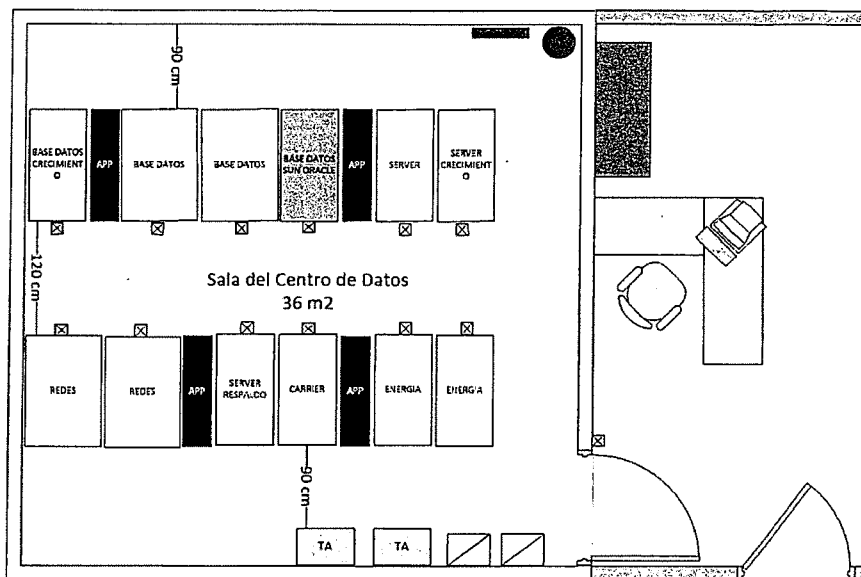 90 cm
BASE DATOS
CRECIMIENT
O
APP
BASE DATOS
BASE DATOS
BASE DATOS
SUN ORACLE
APP
SERVER
SERVER
CRECIMIENT
O
120 cm
Sala del Centro de Datos
36 m2
REDES
REDES
APP
SERVER
RESPALDO
CARRIER
APP
ENERGIA
ENERGIA
90 cm
TA
TA